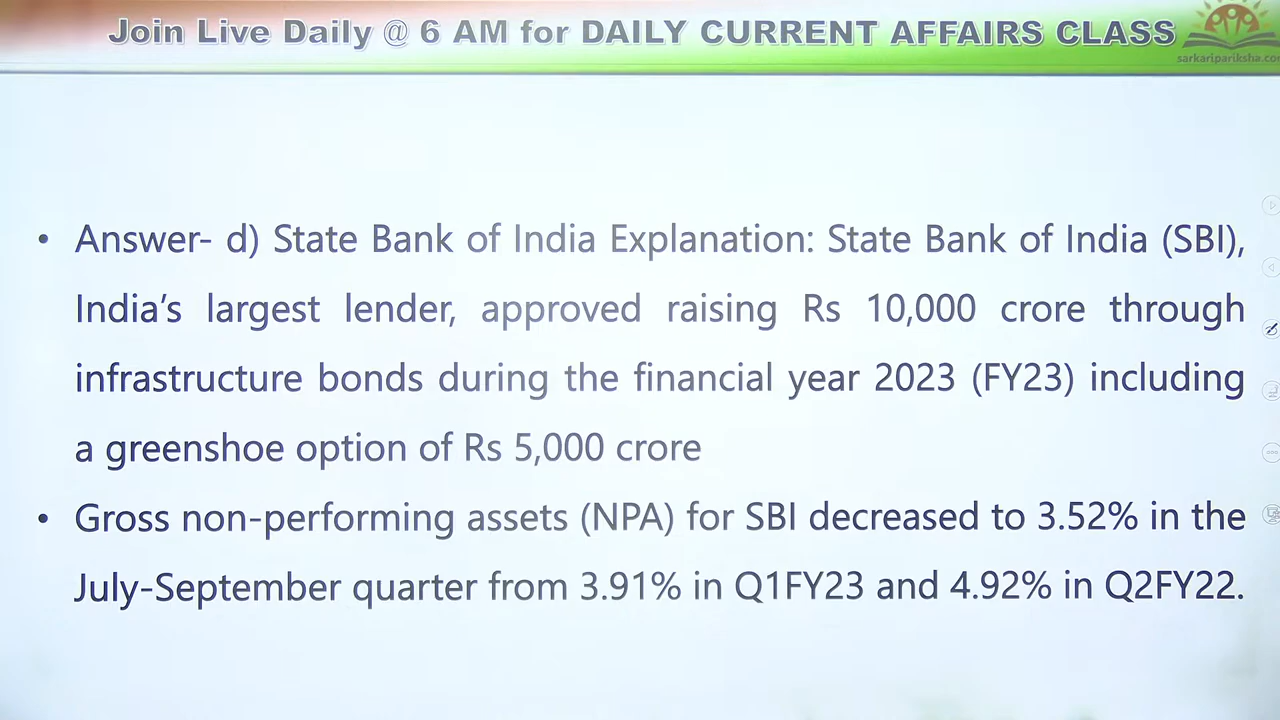 Join Live Daily @ 6 AM for DAILY CURRENT AFFAIRS CLASS
sarkaripariksha.com
• Answer- d) State Bank of India Explanation: State Bank of India (SBI),
India’s largest lender, approved raising Rs 10,000 crore through
infrastructure bonds during the financial year 2023 (FY23) including
a greenshoe option of Rs 5,000 crore
• Gross non-performing assets (NPA) for SBI decreased to 3.52% in the
July-September quarter from 3.91% in Q1FY23 and 4.92% in Q2FY22.